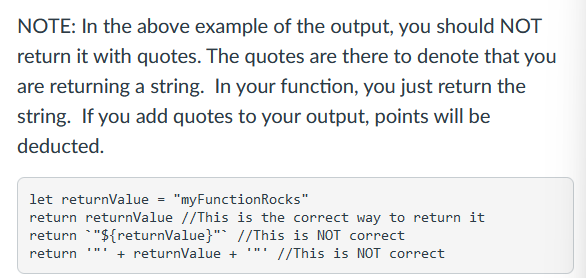 NOTE: In the above example of the output, you should NOT
return it with quotes. The quotes are there to denote that you
are returning a string.  In your function, you just return the
string.  If you add quotes to your output, points will be
deducted.
let returnValue = "myFunctionRocks"
return returnValue //This is the correct way to return it
return `"${returnValue}"` //This is NOT correct
return '"' + returnValue + '"' //This is NOT correct